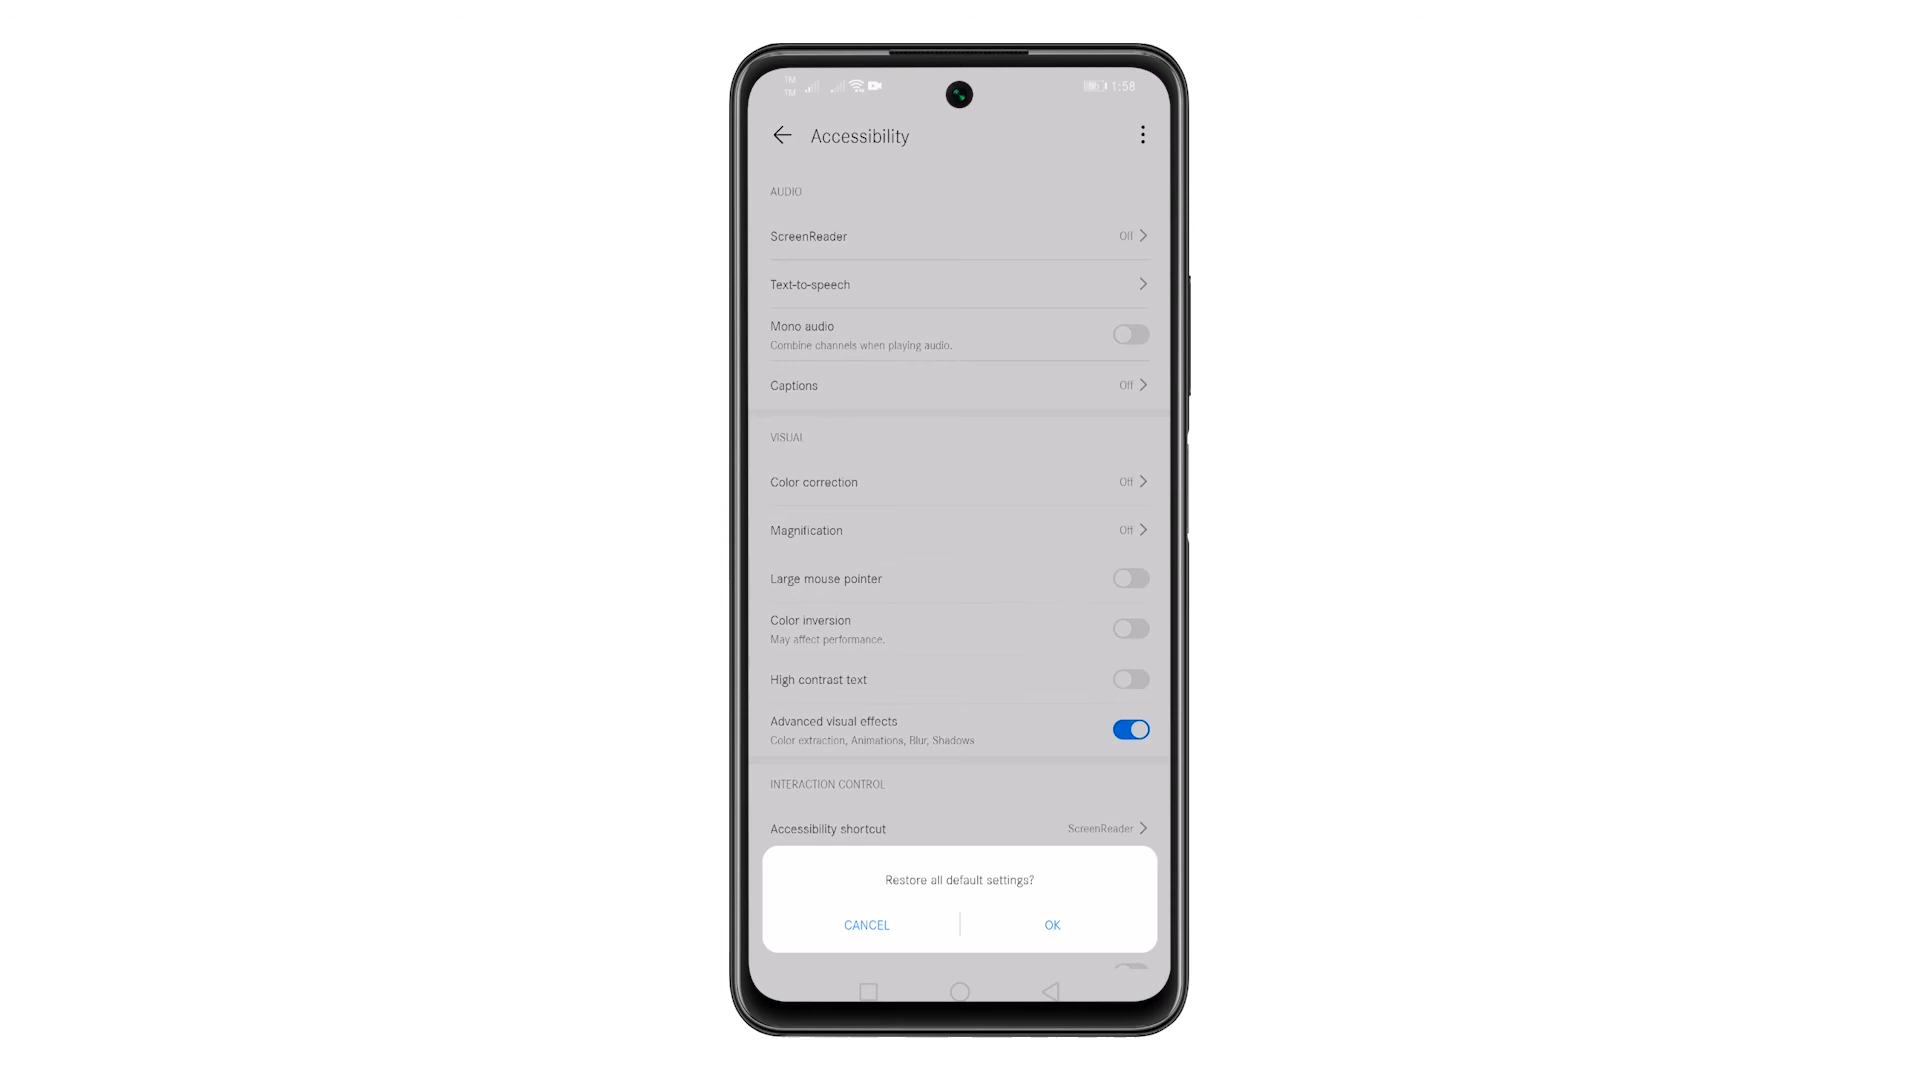 TM
TM
1:58
Accessibility
AUDIO
ScreenReader Off
Text-to-speech
Mono audio
Combine channels when playing audio.
Captions Off
VISUAL
Color correction Off
Magnification Off
Large mouse pointer
Color inversion
May affect performance.
High contrast text
Advanced visual effects
Color extraction, Animations, Blur, Shadows
INTERACTION CONTROL
Accessibility shortcut ScreenReader
Restore all default settings?
CANCEL OK